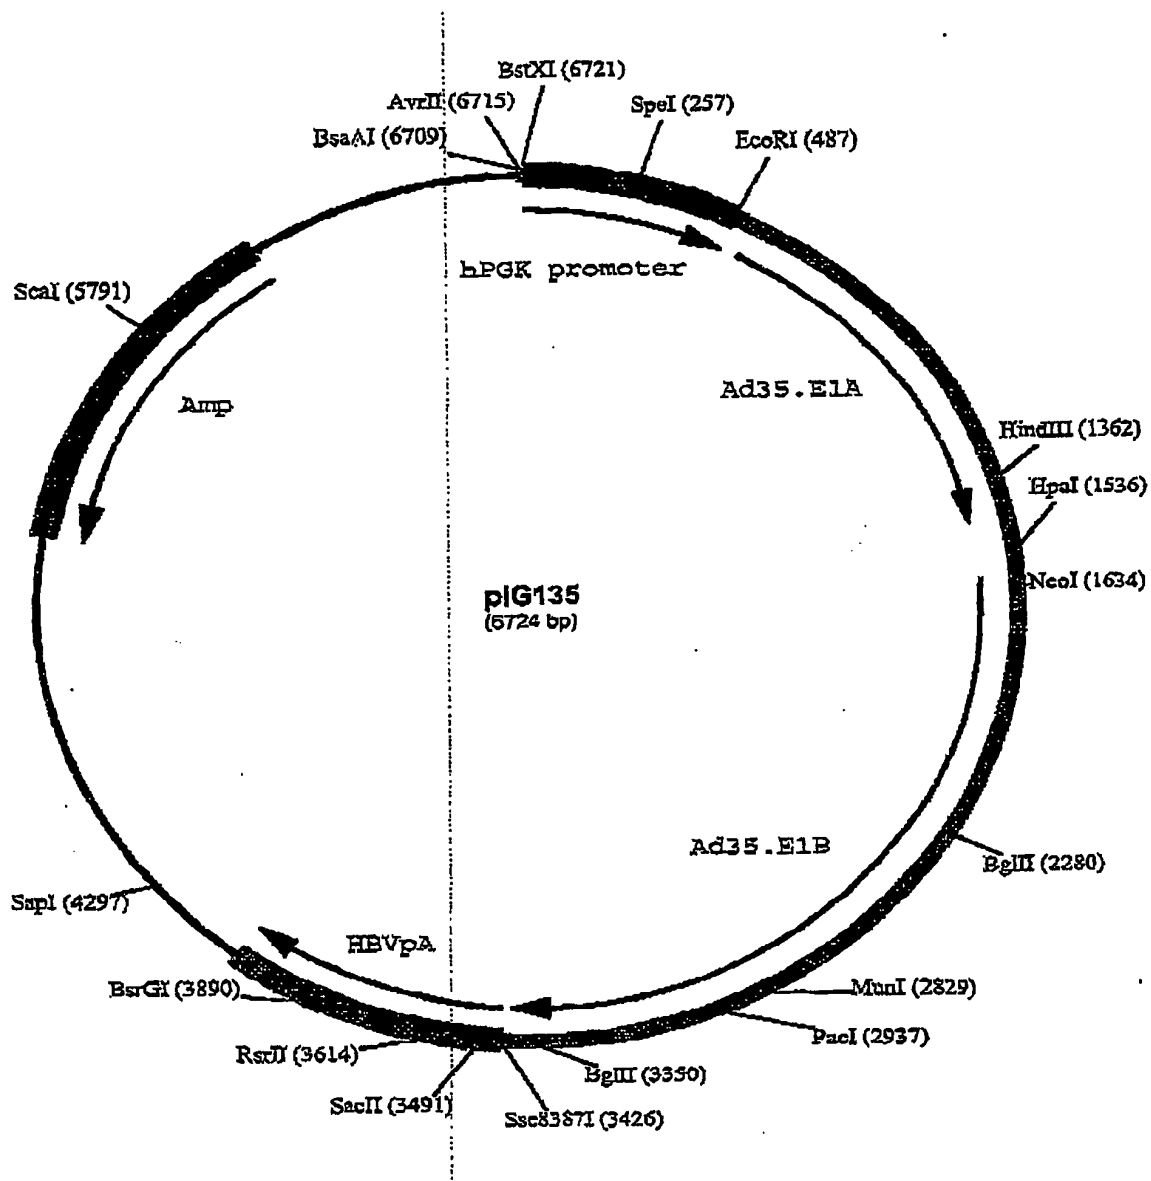 BstXI (6721)
AvrII (6715)
SpeI (257)
BsaAI (6709)
EcoRI (487)
hPGK promoter
ScaI (5791)
Ad35.E1A
Amp
HindIII (1362)
HpaI (1536)
NcoI (1634)
pIG135
(6724 bp)
Ad35.E1B
BglII (2280)
SapI (4297)
HBVpA
BsrGI (3890)
MunI (2829)
PacI (2937)
RsrII (3614)
BglII (3350)
SacII (3491)
Sse8387I (3426)